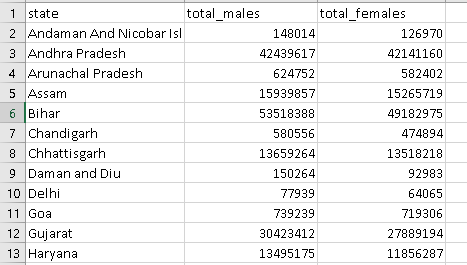 1 state total_males total_females
2 Andaman And Nicobar Isl 148014 126970
3 Andhra Pradesh 42439617 42141160
4 Arunachal Pradesh 624752 582402
5 Assam 15939857 15265719
6 Bihar 53518388 49182975
7 Chandigarh 580556 474894
8 Chhattisgarh 13659264 13518218
9 Daman and Diu 150264 92983
10 Delhi 77939 64065
11 Goa 739239 719306
12 Gujarat 30423412 27889194
13 Haryana 13495175 11856287